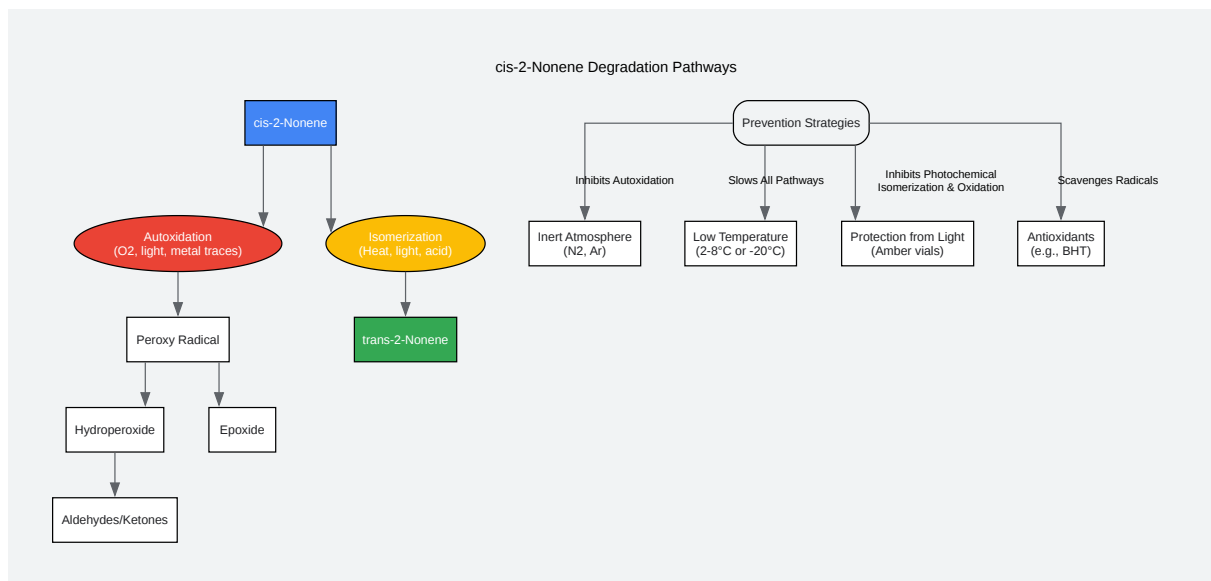 cis-2-Nonene Degradation Pathways
cis-2-Nonene
Prevention Strategies
Inhibits Autoxidation
Slows All Pathways
Inhibits Photochemical
Isomerization & Oxidation
Scavenges Radicals
Autoxidation
(O2, light, metal traces)
Isomerization
(Heat, light, acid)
Inert Atmosphere
(N2, Ar)
Low Temperature
(2-8°C or -20°C)
Protection from Light
(Amber vials)
Antioxidants
(e.g., BHT)
Peroxy Radical
trans-2-Nonene
Hydroperoxide
Epoxide
Aldehydes/Ketones